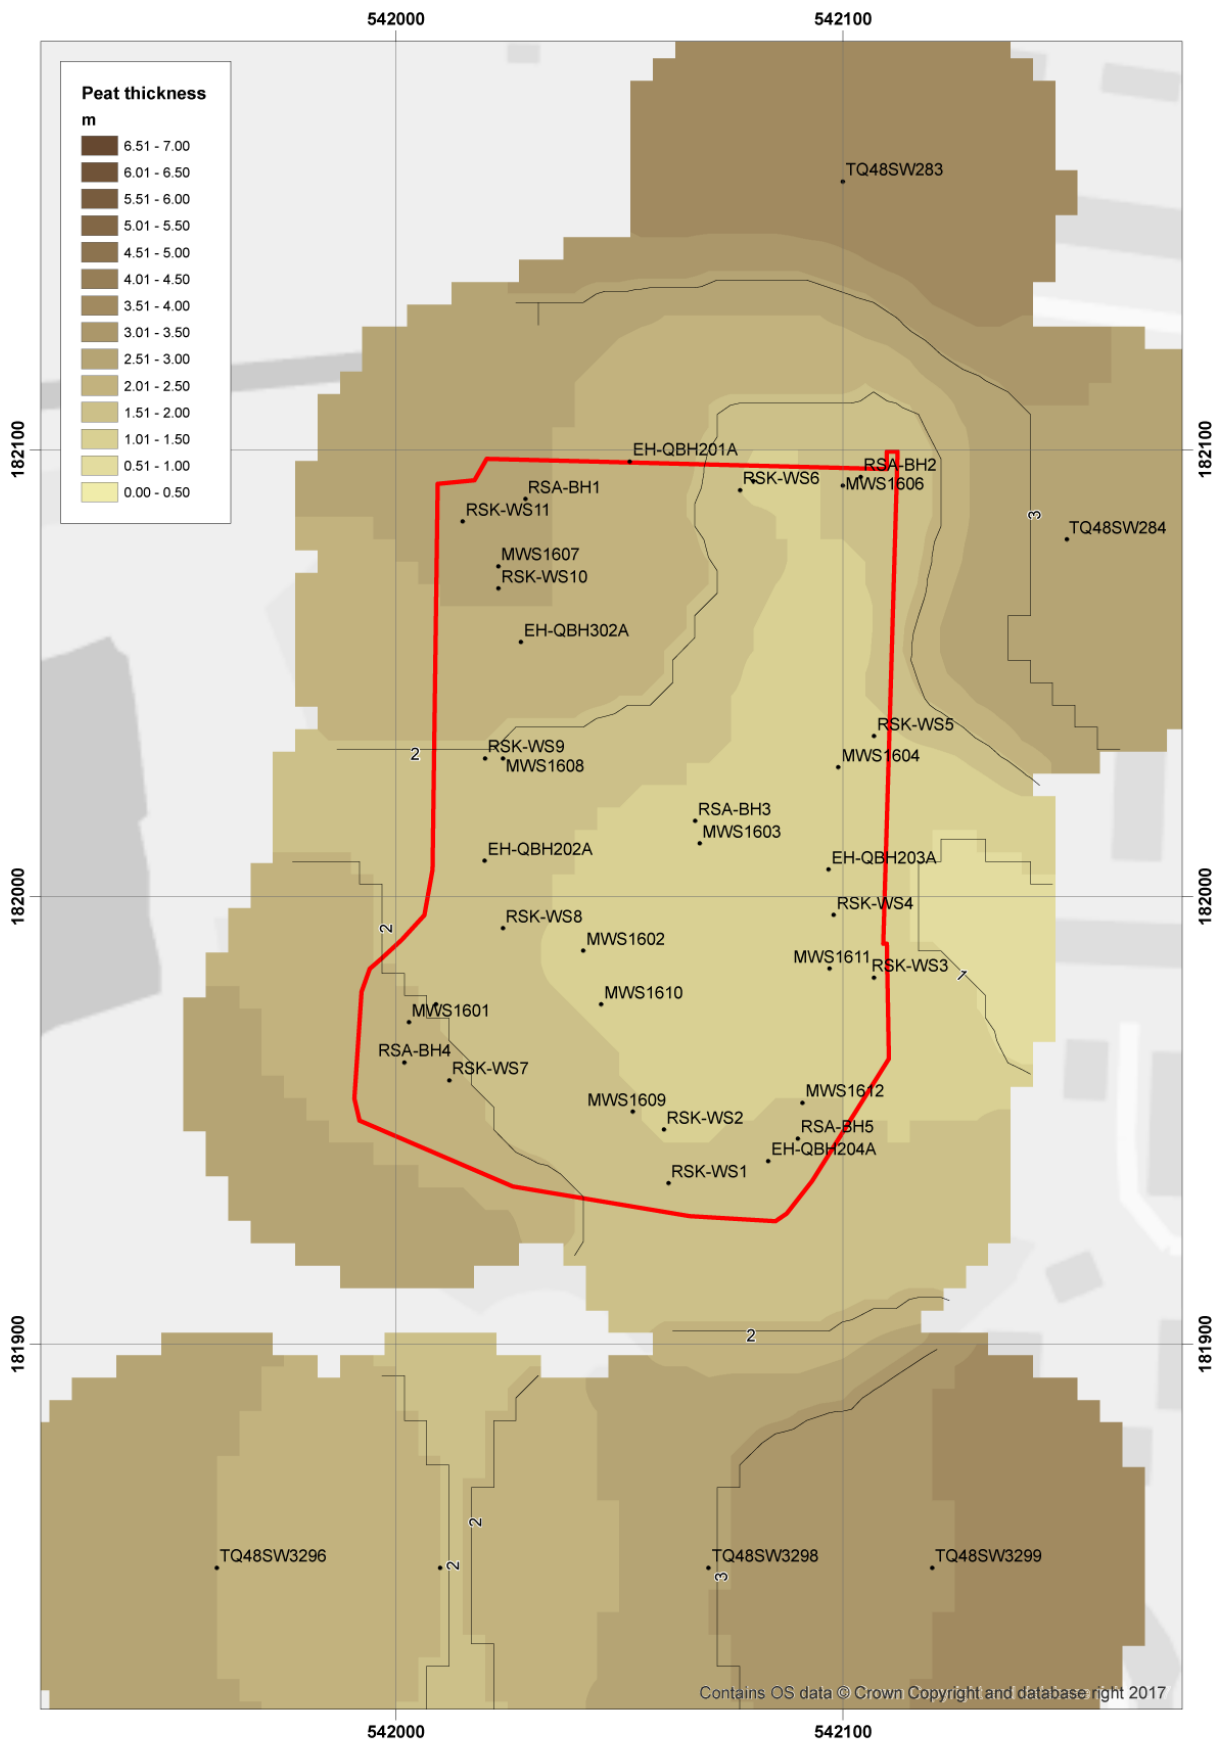 542000
542100
Peat thickness
m
6.51 - 7.00
6.01 - 6.50
5.51 - 6.00
5.01 - 5.50
4.51 - 5.00
4.01 - 4.50
3.51 - 4.00
3.01 - 3.50
2.51 - 3.00
2.01 - 2.50
1.51 - 2.00
1.01 - 1.50
0.51 - 1.00
0.00 - 0.50
TQ48SW283
182100
182100
EH-QBH201A
RSA-BH2
RSK-WS6
MWS1606
RSA-BH1
RSK-WS11
3
TQ48SW284
MWS1607
RSK-WS10
EH-QBH302A
RSK-WS5
2
RSK-WS9
MWS1608
MWS1604
RSA-BH3
MWS1603
EH-QBH202A
EH-QBH203A
182000
182000
RSK-WS4
2
RSK-WS8
MWS1602
MWS1611
RSK-WS3
1
MWS1610
MWS1601
RSA-BH4
RSK-WS7
MWS1612
MWS1609
RSK-WS2
RSA-BH5
EH-QBH204A
RSK-WS1
2
181900
181900
2
2
TQ48SW3296
TQ48SW3298
TQ48SW3299
3
Contains OS data © Crown Copyright and database right 2017
542000
542100